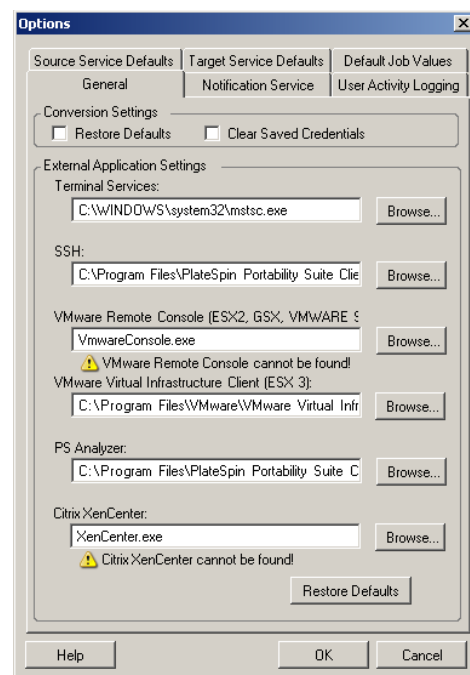 Options
Source Service Defaults Target Service Defaults Default Job Values
General Notification Service User Activity Logging
Conversion Settings
Restore Defaults Clear Saved Credentials
External Application Settings
Terminal Services:
C:\WINDOWS\system32\mstsc.exe Browse...
SSH:
C:\Program Files\PlateSpin Portability Suite Clie Browse...
VMware Remote Console (ESX2, GSX, VMWARE S
VmwareConsole.exe Browse...
VMware Remote Console cannot be found!
VMware Virtual Infrastructure Client (ESX 3):
C:\Program Files\VMware\VMware Virtual Infr Browse...
PS Analyzer:
C:\Program Files\PlateSpin Portability Suite C Browse...
Citrix XenCenter:
XenCenter.exe Browse...
Citrix XenCenter cannot be found!
Restore Defaults
Help OK Cancel